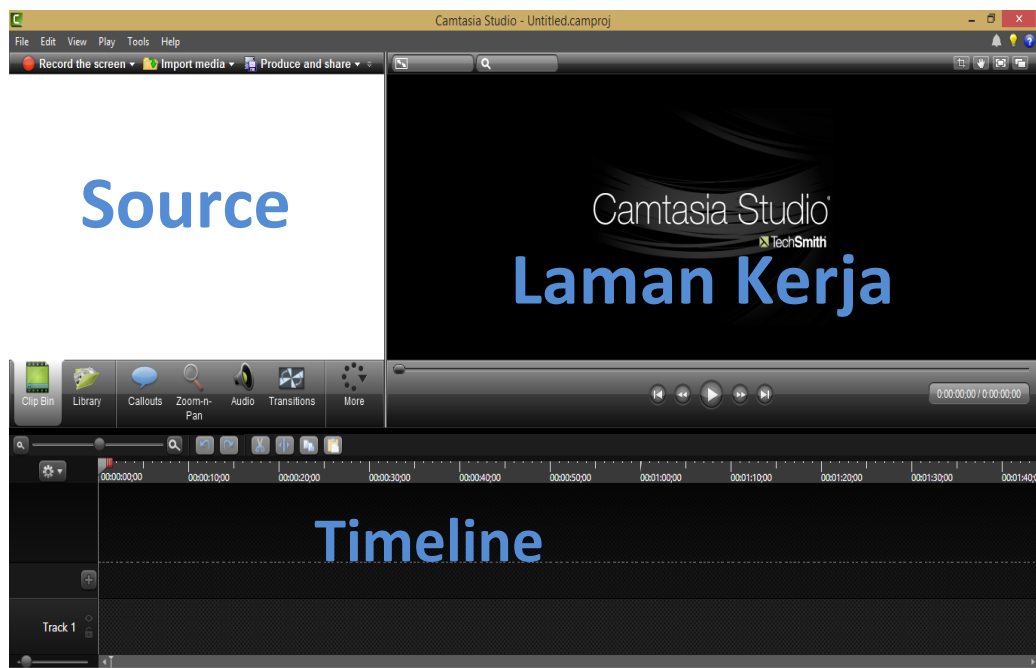 Camtasia Studio - Untitled.camproj
File Edit View Play Tools Help
Record the screen Import media Produce and share
Source
Camtasia Studio®
TechSmith
Laman Kerja
Clip Bin Library Callouts Zoom-n-Pan Audio Transitions More
0:00:00;00 / 0:00:00;00
00:00:00;00 00:00:10;00 00:00:20;00 00:00:30;00 00:00:40;00 00:00:50;00 00:01:00;00 00:01:10;00 00:01:20;00 00:01:30;00 00:01:40;0
Timeline
Track 1